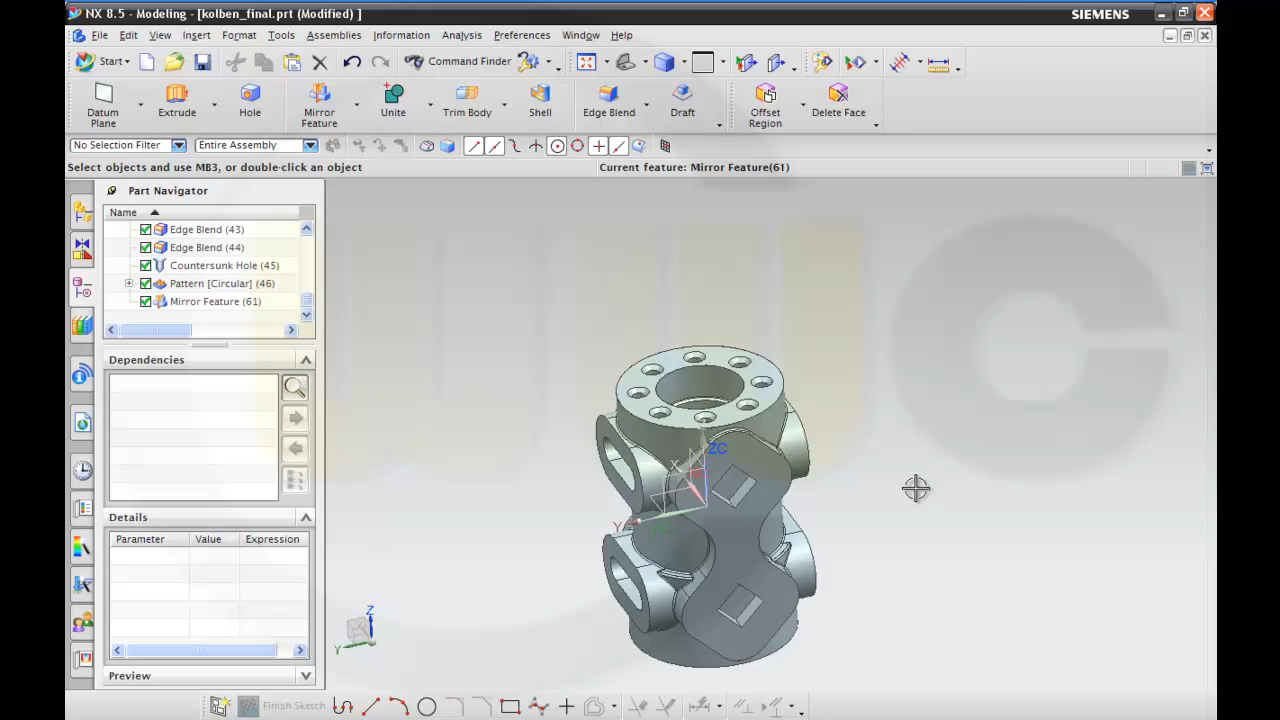 NX 8.5 - Modeling - [kolben_final.prt (Modified) ]
SIEMENS
File Edit View Insert Format Tools Assemblies Information Analysis Preferences Window Help
Start Command Finder
Datum Plane
Extrude
Hole
Mirror Feature
Unite
Trim Body
Shell
Edge Blend
Draft
Offset Region
Delete Face
No Selection Filter Entire Assembly
Select objects and use MB3, or double-click an object
Current feature: Mirror Feature(61)
Part Navigator
Name
Edge Blend (43)
Edge Blend (44)
Countersunk Hole (45)
Pattern [Circular] (46)
Mirror Feature (61)
Dependencies
Details
Parameter Value Expression
Preview
ZC
X
Y
Z
Y
Finish Sketch